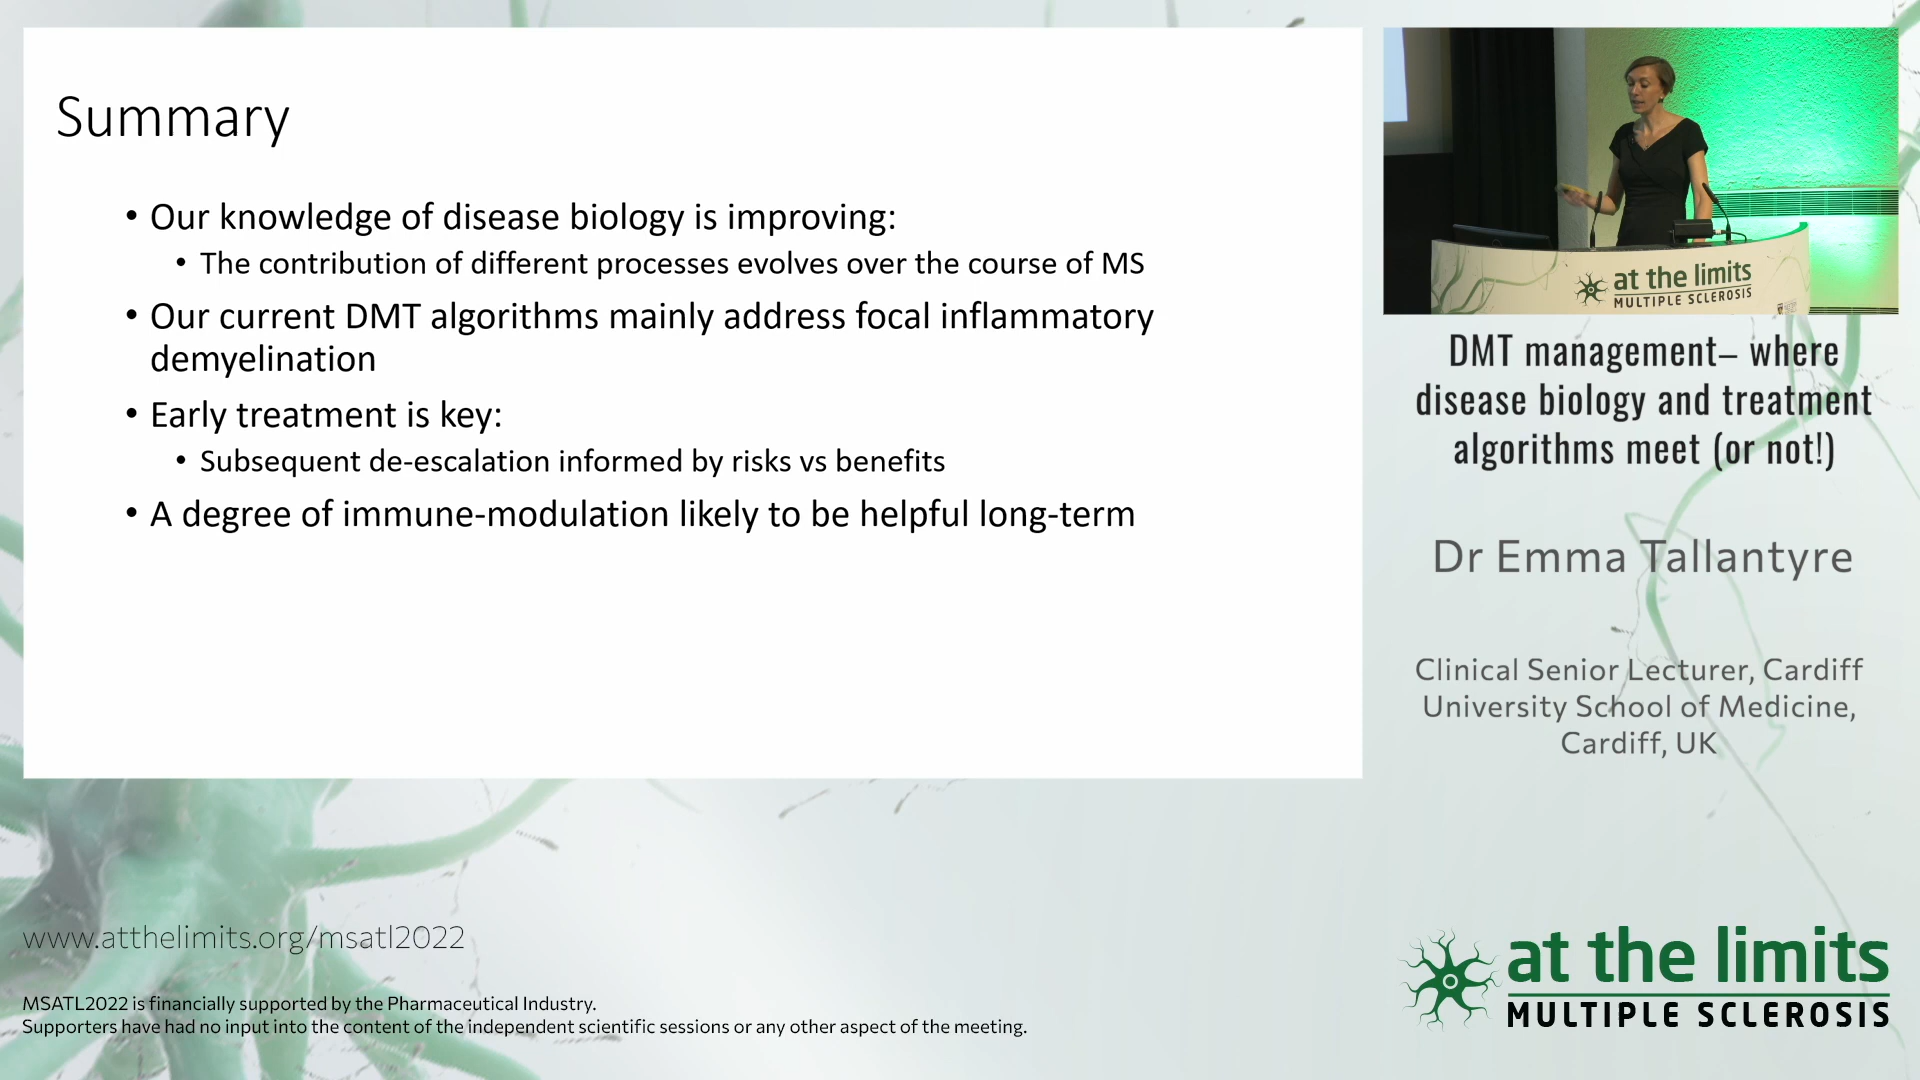 Summary
• Our knowledge of disease biology is improving:
• The contribution of different processes evolves over the course of MS
• Our current DMT algorithms mainly address focal inflammatory
demyelination
• Early treatment is key:
• Subsequent de-escalation informed by risks vs benefits
• A degree of immune-modulation likely to be helpful long-term
at the limits
MULTIPLE SCLEROSIS
DMT management– where
disease biology and treatment
algorithms meet (or not!)
Dr Emma Tallantyre
Clinical Senior Lecturer, Cardiff
University School of Medicine,
Cardiff, UK
www.atthelimits.org/msatl2022
MSATL2022 is financially supported by the Pharmaceutical Industry.
Supporters have had no input into the content of the independent scientific sessions or any other aspect of the meeting.
at the limits
MULTIPLE SCLEROSIS